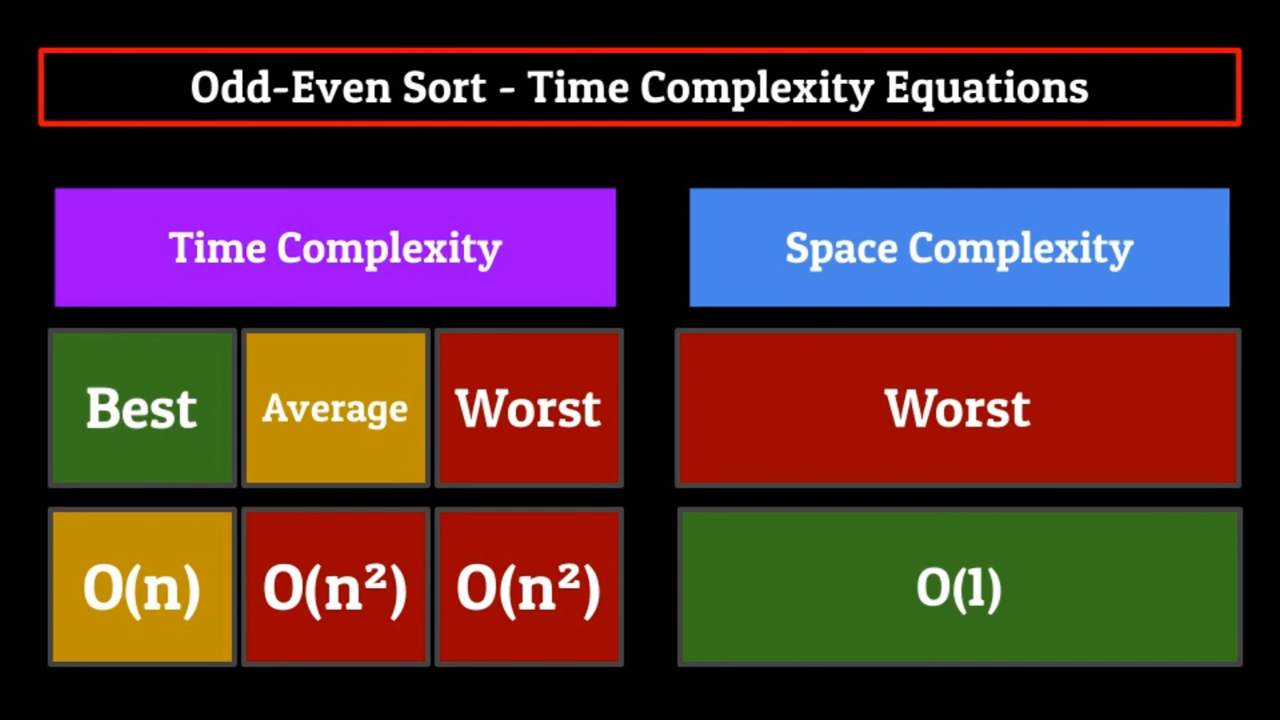 Odd-Even Sort - Time Complexity Equations
Time Complexity
Space Complexity
Best
Average
Worst
Worst
O(n)
O(n²)
O(n²)
O(1)